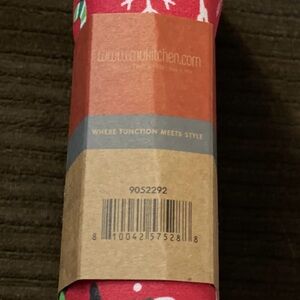 www.mukitchen.com
WHERE FUNCTION MEETS STYLE
9052292
8 10042 57528 8